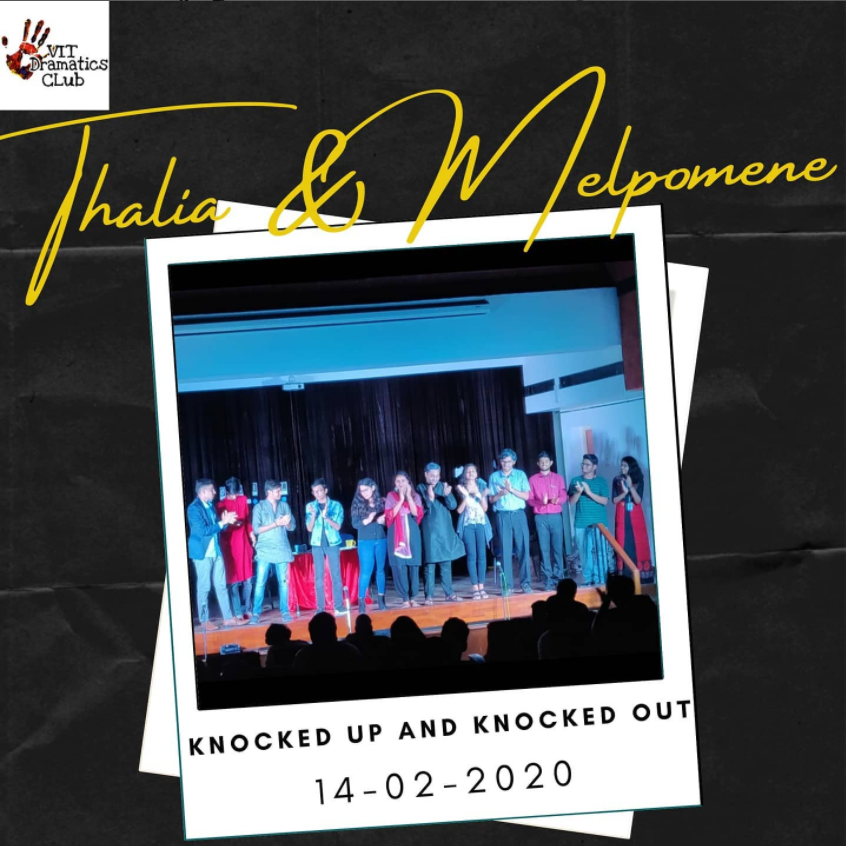 VIT
Dramatics
CLub
Thalia & Melpomene
KNOCKED UP AND KNOCKED OUT
14-02-2020